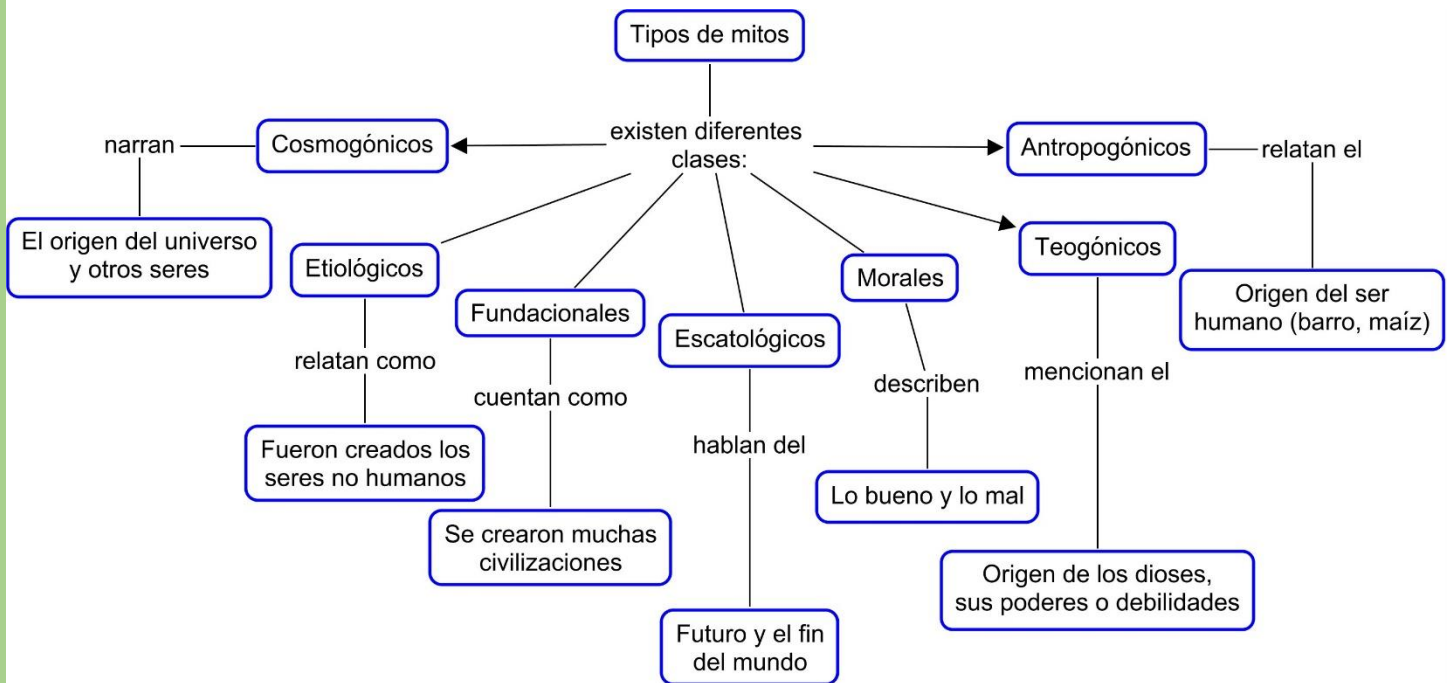 Tipos de mitos
existen diferentes
clases:
Cosmogónicos
narran
El origen del universo
y otros seres
Etiológicos
relatan como
Fueron creados los
seres no humanos
Fundacionales
cuentan como
Se crearon muchas
civilizaciones
Escatológicos
hablan del
Futuro y el fin
del mundo
Morales
describen
Lo bueno y lo mal
Teogónicos
mencionan el
Origen de los dioses,
sus poderes o debilidades
Antropogónicos
relatan el
Origen del ser
humano (barro, maíz)